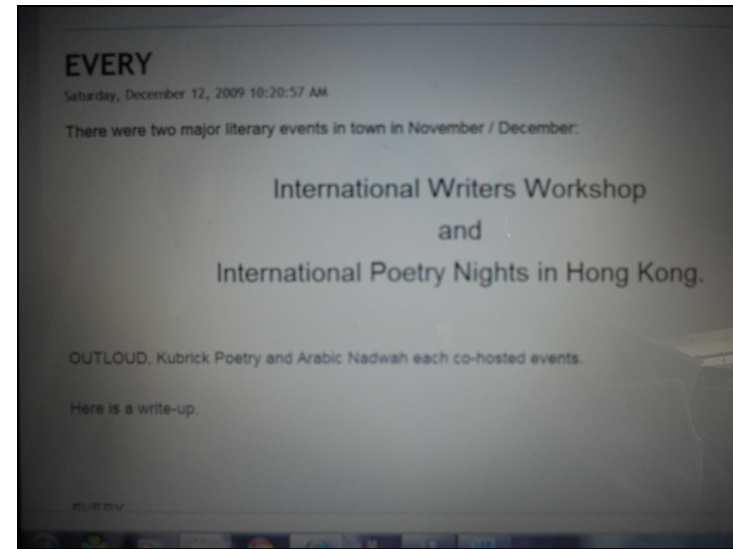 EVERY
Saturday, December 12, 2009 10:20:57 AM
There were two major literary events in town in November / December:
International Writers Workshop
and
International Poetry Nights in Hong Kong.
OUTLOUD, Kubrick Poetry and Arabic Nadwah each co-hosted events.
Here is a write-up.
EVERY